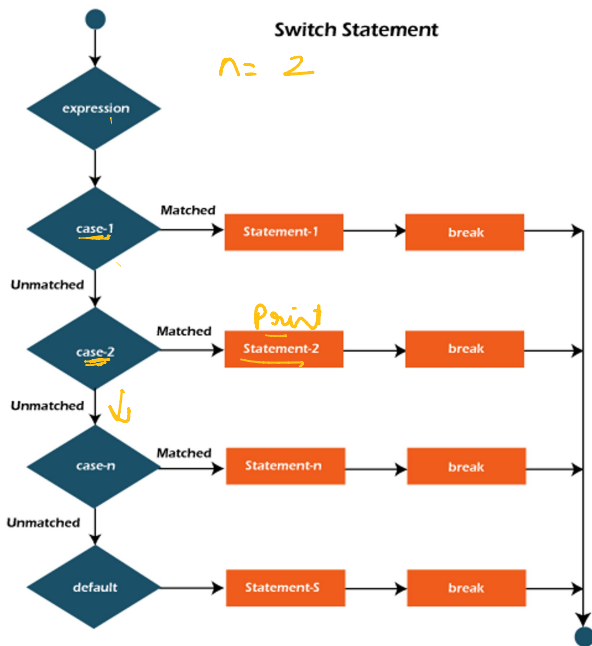 Switch Statement
n= 2
expression
case-1
Matched
Statement-1
break
Unmatched
case-2
Matched
Print
Statement-2
break
Unmatched
case-n
Matched
Statement-n
break
Unmatched
default
Statement-S
break